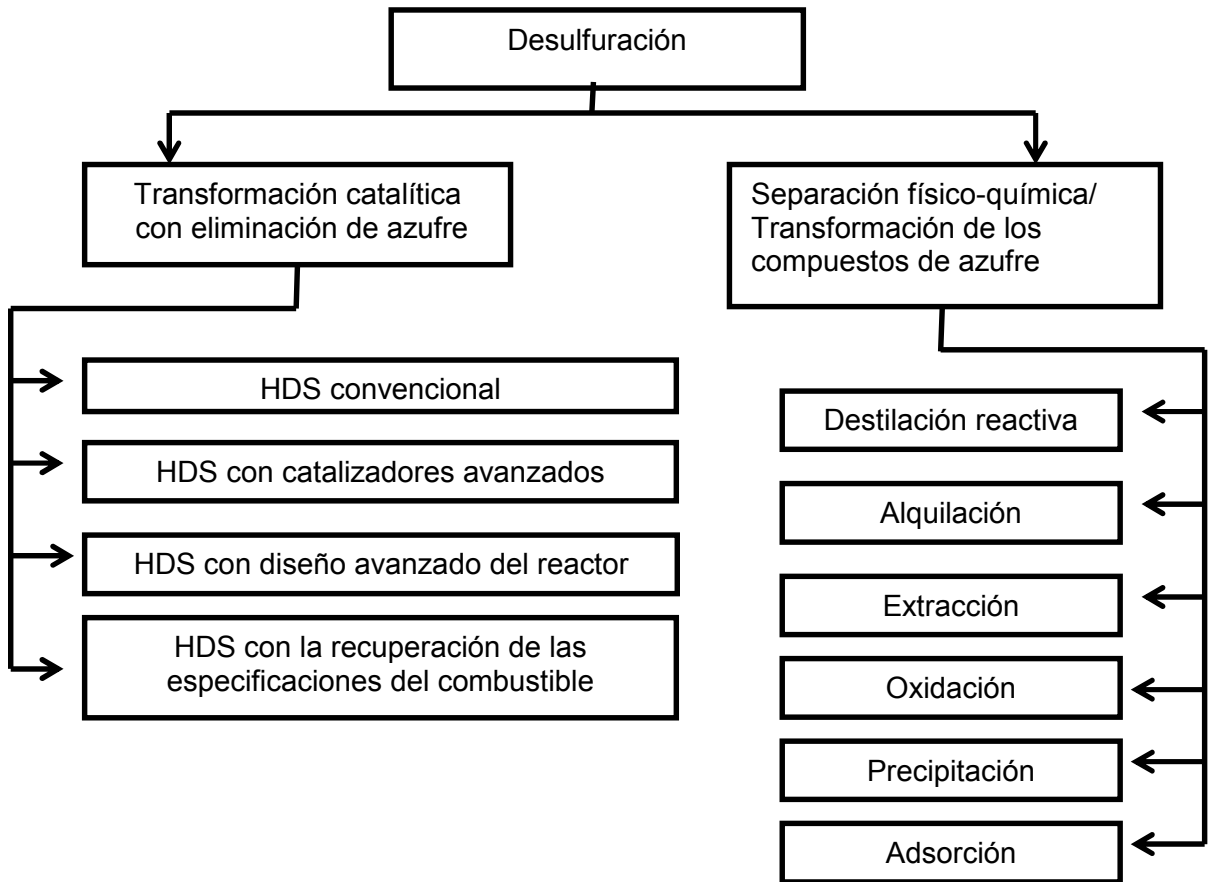 Desulfuración
Transformación catalítica
con eliminación de azufre
Separación físico-química/
Transformación de los
compuestos de azufre
HDS convencional
HDS con catalizadores avanzados
HDS con diseño avanzado del reactor
HDS con la recuperación de las
especificaciones del combustible
Destilación reactiva
Alquilación
Extracción
Oxidación
Precipitación
Adsorción